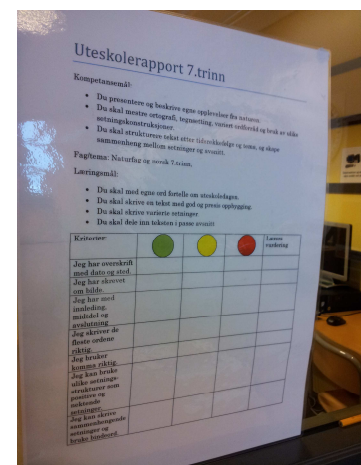 Uteskolerapport 7.trinn
Kompetansemål:
Du presentere og beskrive egne opplevelser fra naturen.
Du skal mestre ortografi, tegnsetting, variert ordforråd og bruk av ulike
setningskonstruksjoner.
Du skal strukturere tekst etter tidsrekkefølge og tema, og skape
sammenheng mellom setninger og avsnitt.
Fag/tema: Naturfag og norsk 7.trinn.
Læringsmål:
Du skal med egne ord fortelle om uteskoledagen.
Du skal skrive en tekst med god og presis oppbygging.
Du skal skrive varierte setninger
Du skal dele inn teksten i passe avsnitt
Kriterier
Lærers
vurdering
Jeg har overskrift
med dato og sted.
Jeg har skrevet
om bilde.
Jeg har med
innledning,
midtdel og
avslutning
Jeg skriver de
fleste ordene
riktig.
Jeg bruker
komma riktig.
Jeg kan bruke
ulike setnings-
strukturer som
positive og
nektende
setninger.
Jeg kan skrive
sammenhengende
setninger og
bruke bindeord.